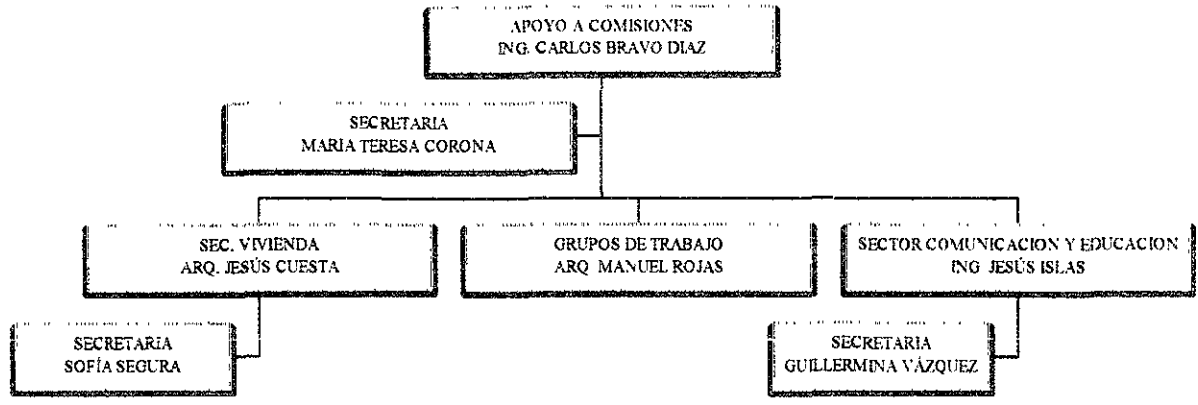 APOYO A COMISIONES
ING. CARLOS BRAVO DIAZ
SECRETARIA
MARIA TERESA CORONA
SEC. VIVIENDA
ARQ. JESÚS CUESTA
GRUPOS DE TRABAJO
ARQ MANUEL ROJAS
SECTOR COMUNICACION Y EDUCACION
ING JESÚS ISLAS
SECRETARIA
SOFÍA SEGURA
SECRETARIA
GUILLERMINA VÁZQUEZ